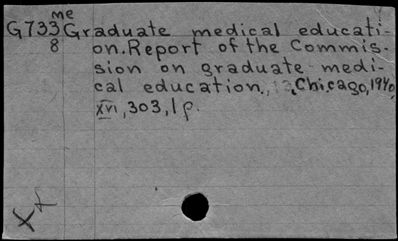 me
G733 Graduate medical educati-
8 on. Report of the Commis-
sion on graduate medi-
cal education., Chicago, 1940,
xvi, 303, 1 p.
XX